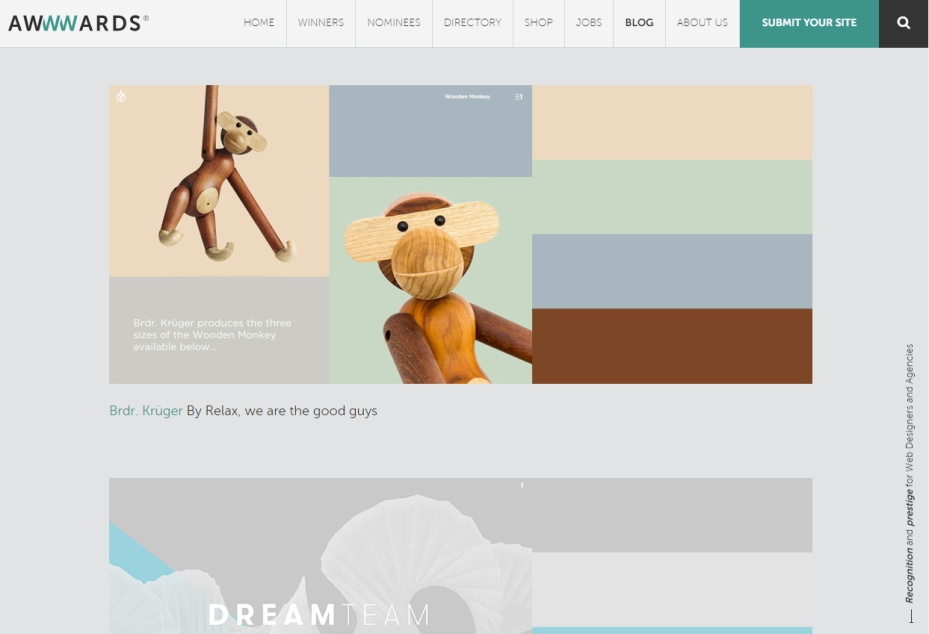 AWWWARDS®
HOME
WINNERS
NOMINEES
DIRECTORY
SHOP
JOBS
BLOG
ABOUT US
SUBMIT YOUR SITE
Wooden Monkey
Brdr. Krüger produces the three
sizes of the Wooden Monkey
available below...
Brdr. Krüger By Relax, we are the good guys
f
DREAMTEAM
Recognition and prestige for Web Designers and Agencies